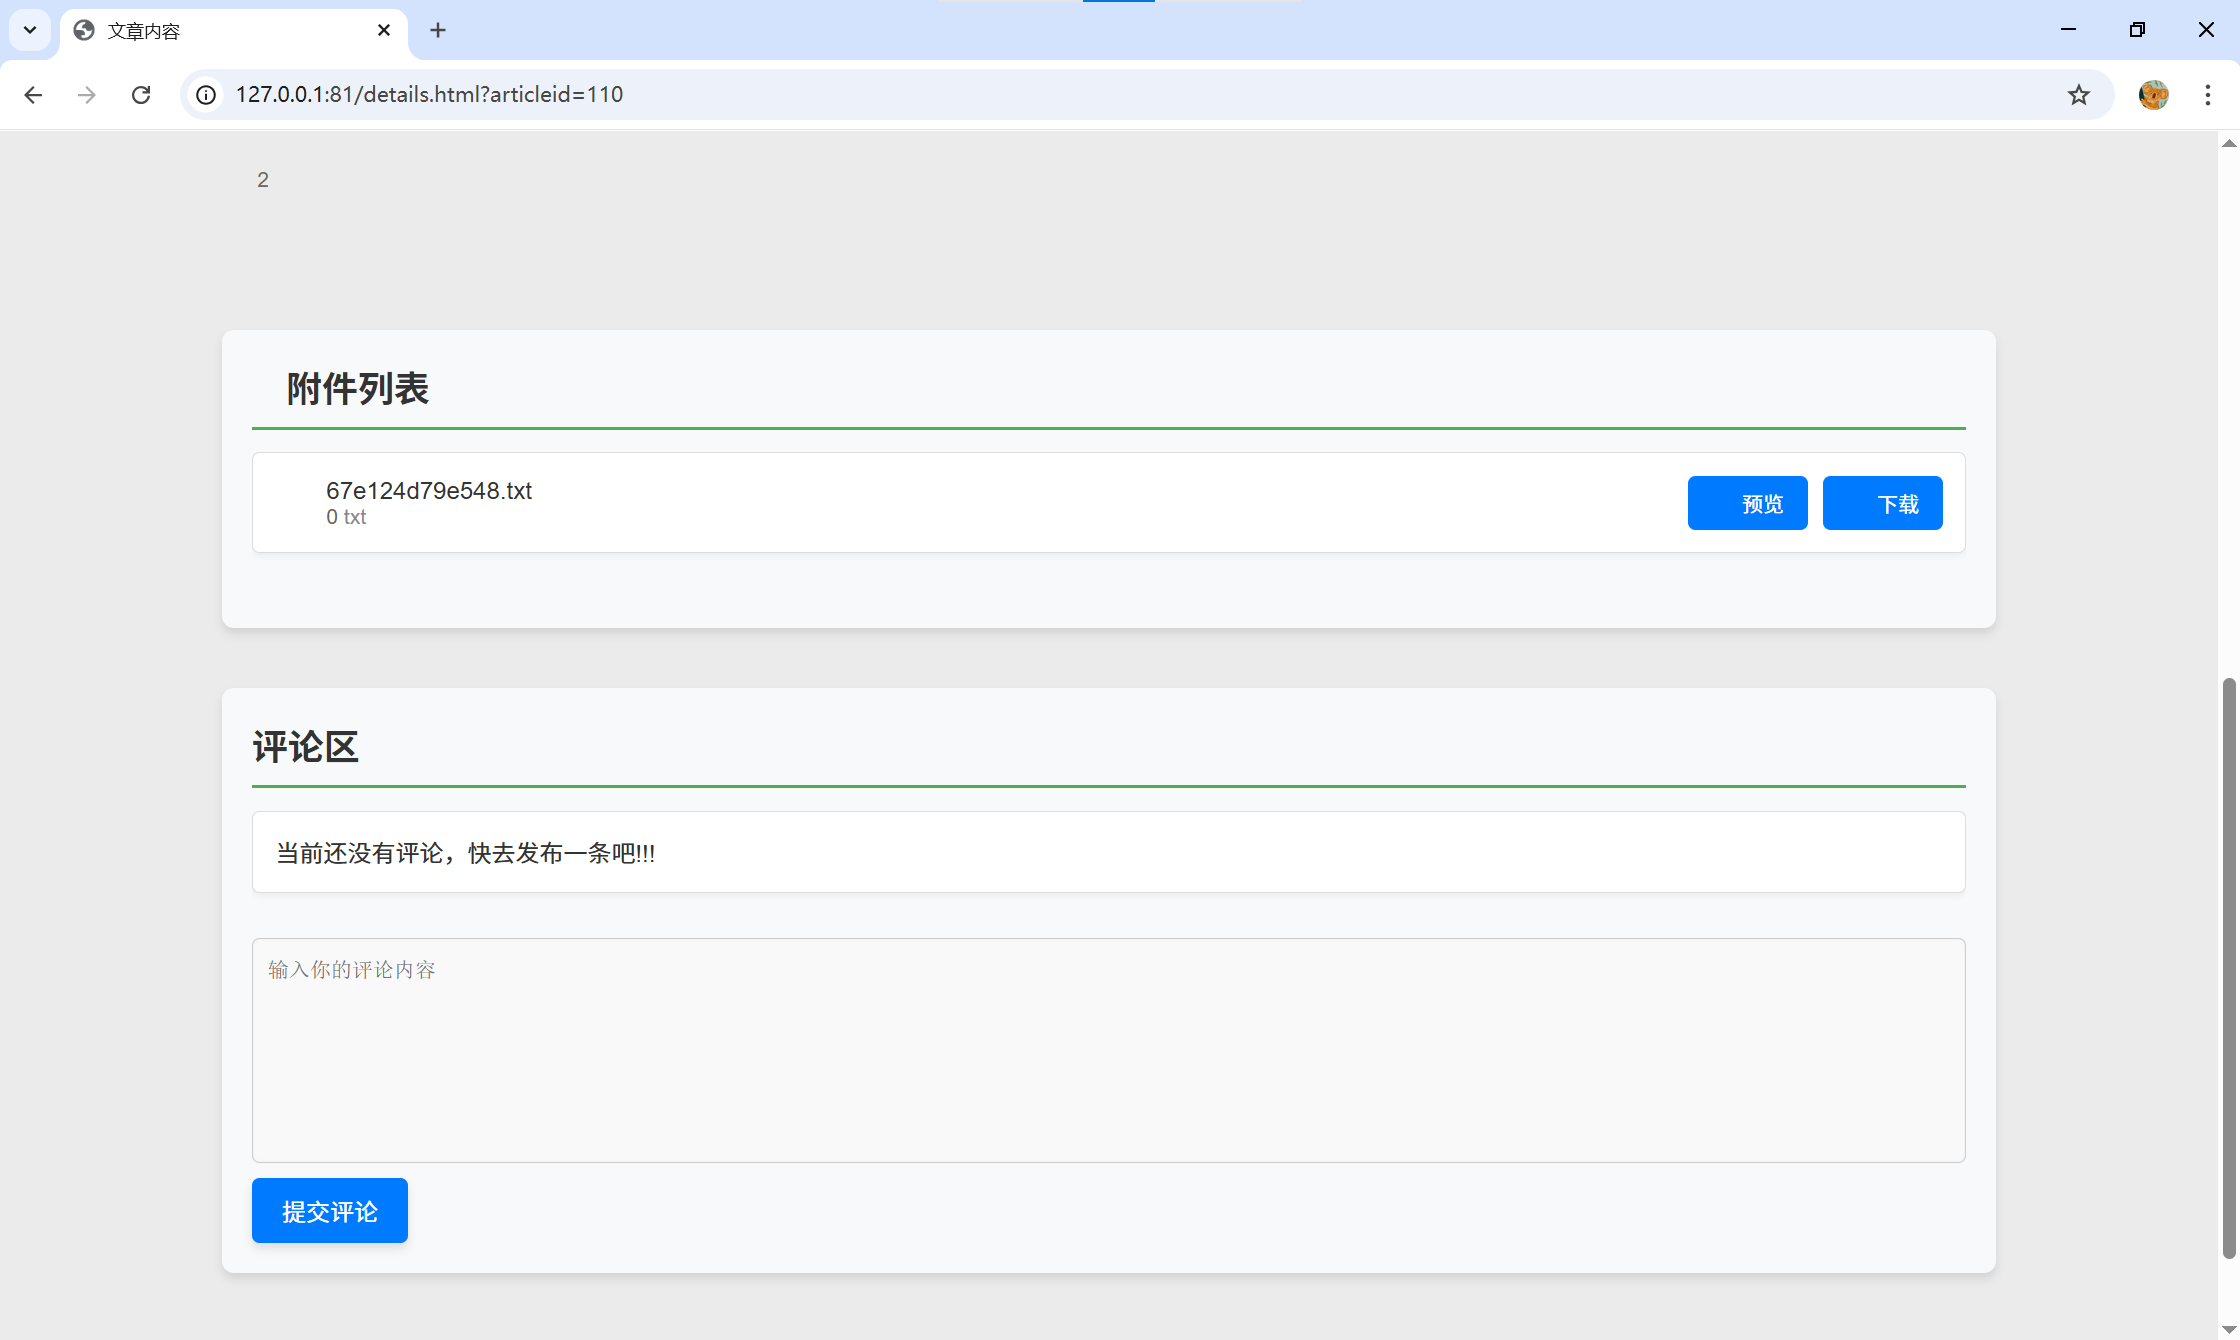 文章内容
127.0.0.1:81/details.html?articleid=110
2
附件列表
67e124d79e548.txt
0 txt
预览
下载
评论区
当前还没有评论，快去发布一条吧!!!
输入你的评论内容
提交评论